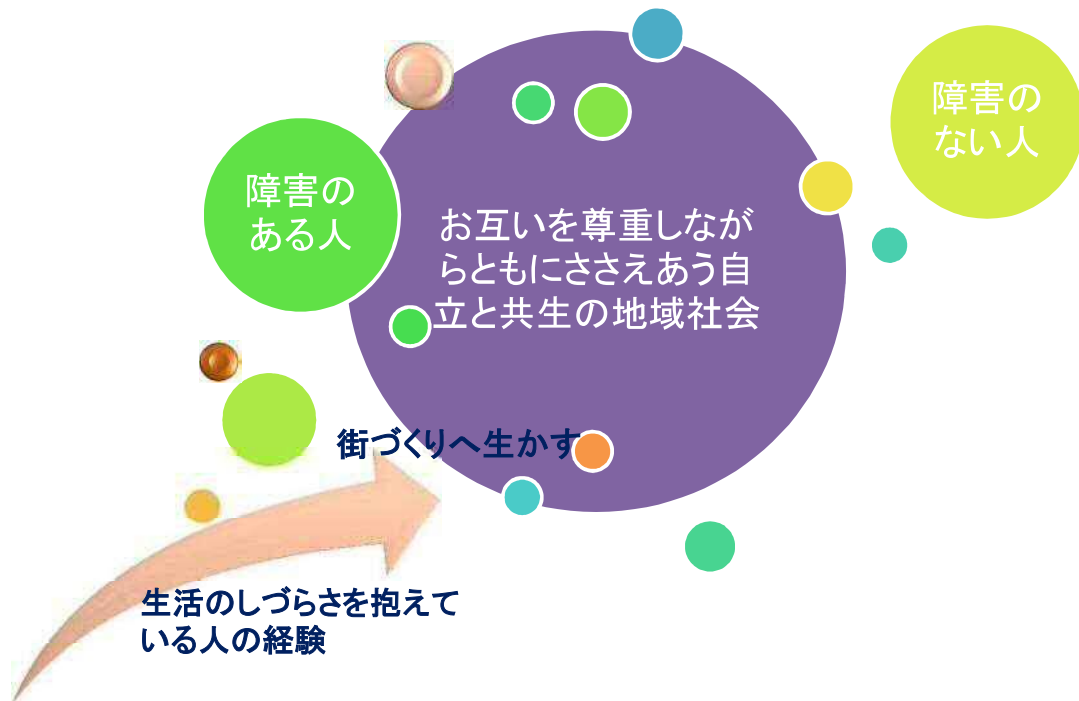 障害の
ない人
障害の
ある人
お互いを尊重しなが
らともにささえあう自
立と共生の地域社会
街づくりへ生かす
生活のしづらさを抱えて
いる人の経験